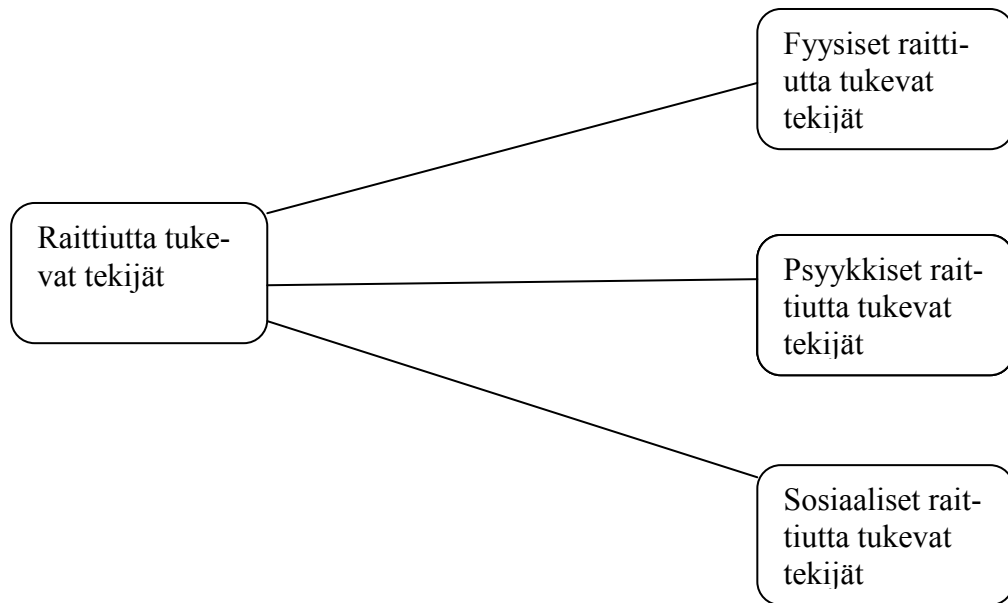 Fyysiset raitti-
utta tukevat
tekijät
Raittiutta tuke-
vat tekijät
Psyykkiset rait-
tiutta tukevat
tekijät
Sosiaaliset rait-
tiutta tukevat
tekijät